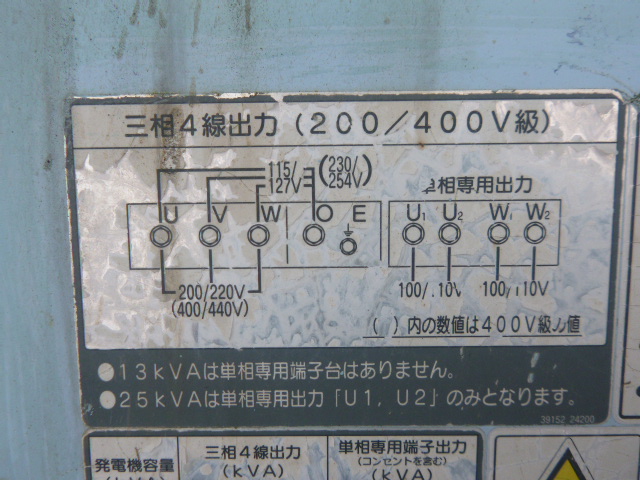 三相4線出力(200/400V級)
115/ (230/
127V 254V)
相専用出力
U V W O E U1 U2 W1 W2
200/220V
(400/440V)
100/110V 100/110V
( )内の数値は400V級の値
●13kVAは単相専用端子台はありません。
●25kVAは単相専用出力「U1, U2」のみとなります。
39152 24200
発電機容量
三相4線出力
(kVA)
単相専用端子出力
(コンセントを含む)
(kVA)